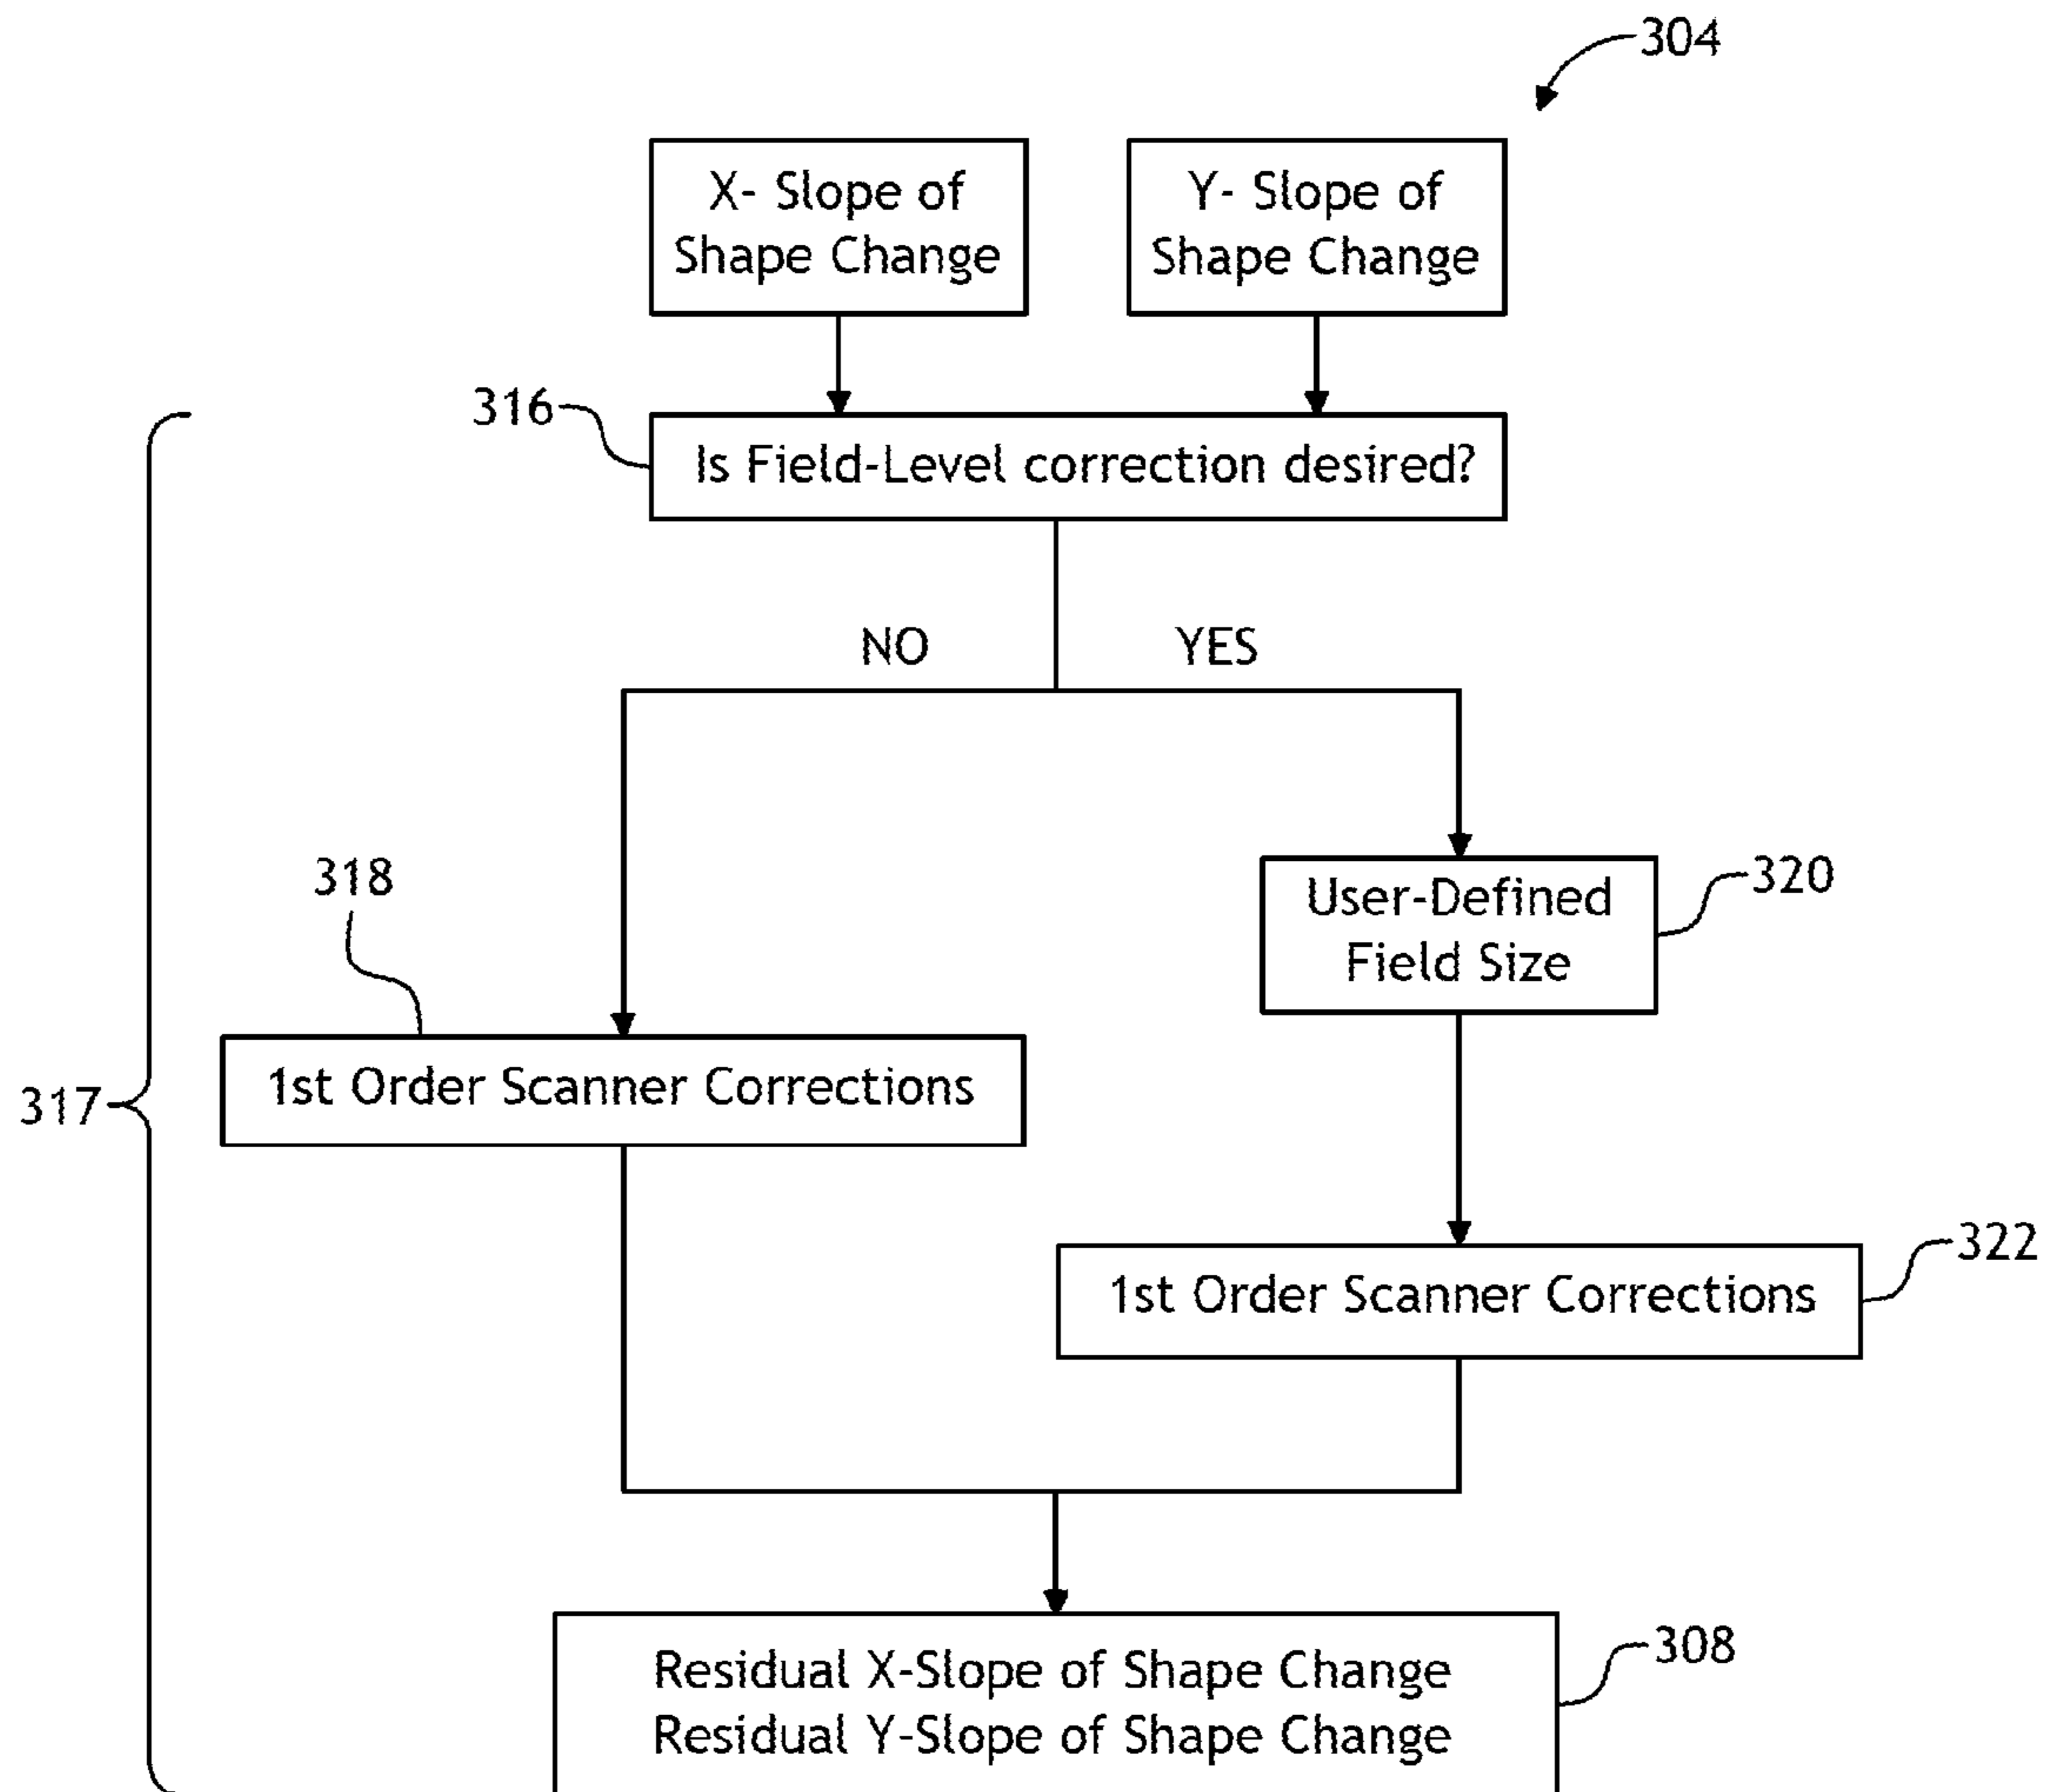 304
X- Slope of
Shape Change
Y- Slope of
Shape Change
316
Is Field-Level correction desired?
NO
YES
318
320
User-Defined
Field Size
317
1st Order Scanner Corrections
322
1st Order Scanner Corrections
308
Residual X-Slope of Shape Change
Residual Y-Slope of Shape Change